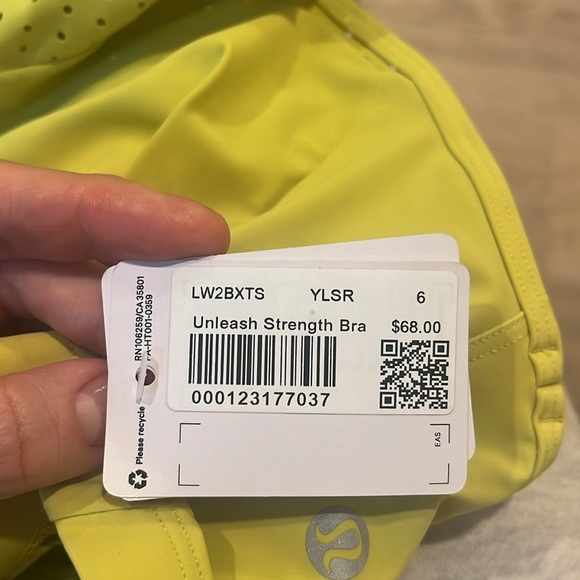 LW2BXTS YLSR 6
Unleash Strength Bra $68.00
000123177037
EAS
RN106259/CA35801
PA-HT001-0359
Please recycle